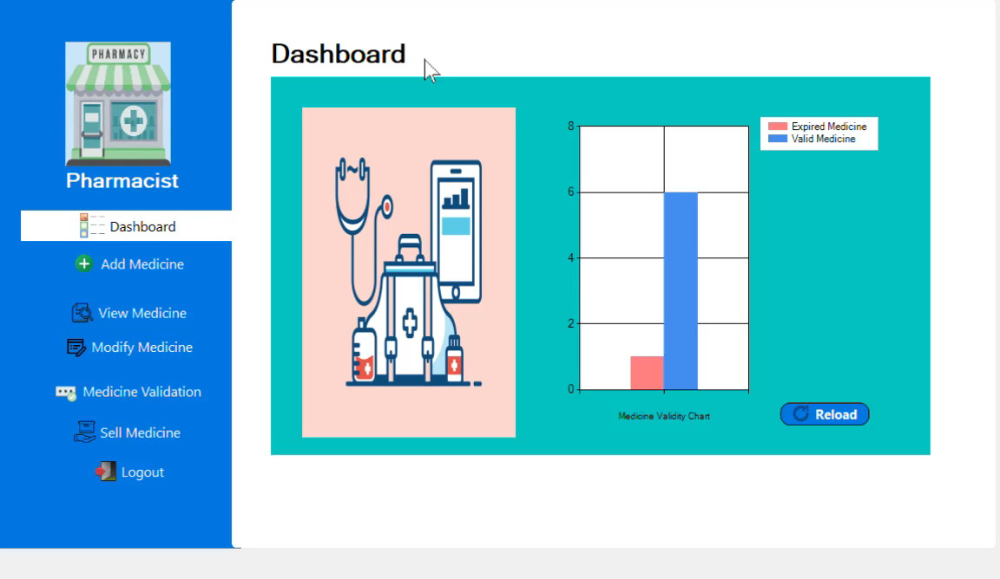 PHARMACY
Pharmacist
Dashboard
Add Medicine
View Medicine
Modify Medicine
Medicine Validation
Sell Medicine
Logout
Dashboard
8
6
4
2
0
Medicine Validity Chart
Expired Medicine
Valid Medicine
Reload